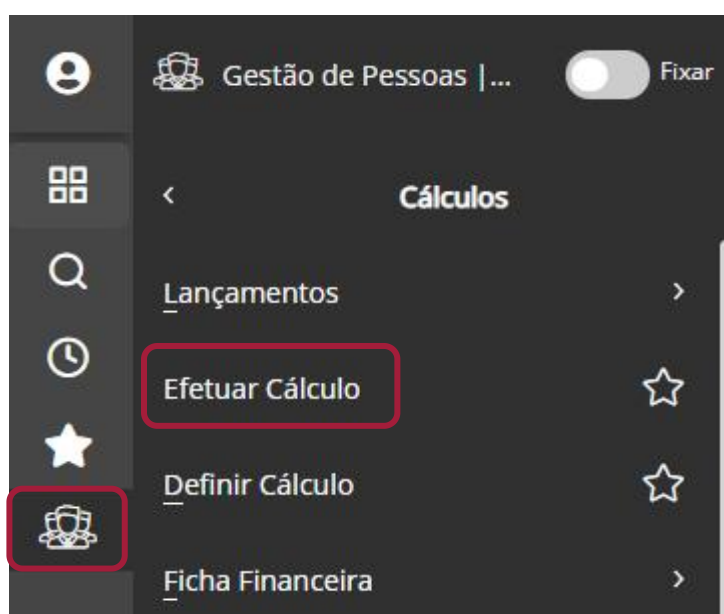 Gestão de Pessoas |...
Fixar
Cálculos
Lançamentos
Efetuar Cálculo
Definir Cálculo
Ficha Financeira